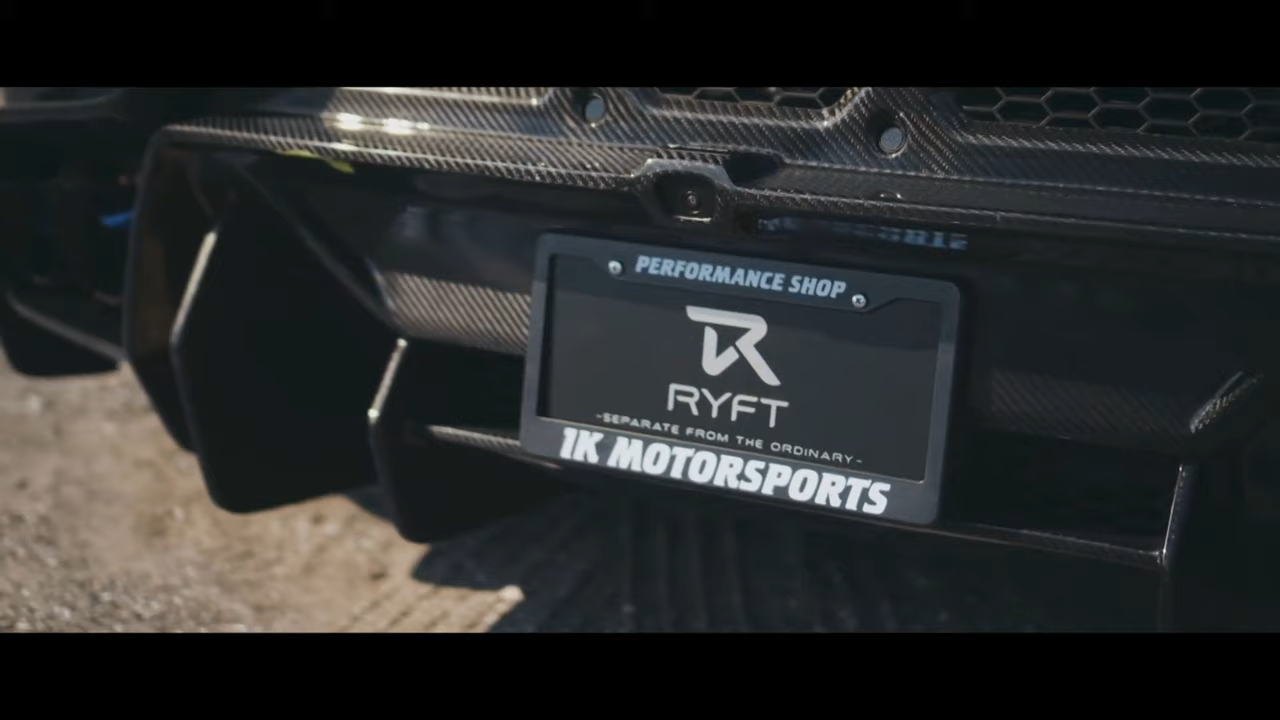 PERFORMANCE SHOP
RYFT
-SEPARATE FROM THE ORDINARY-
1K MOTORSPORTS